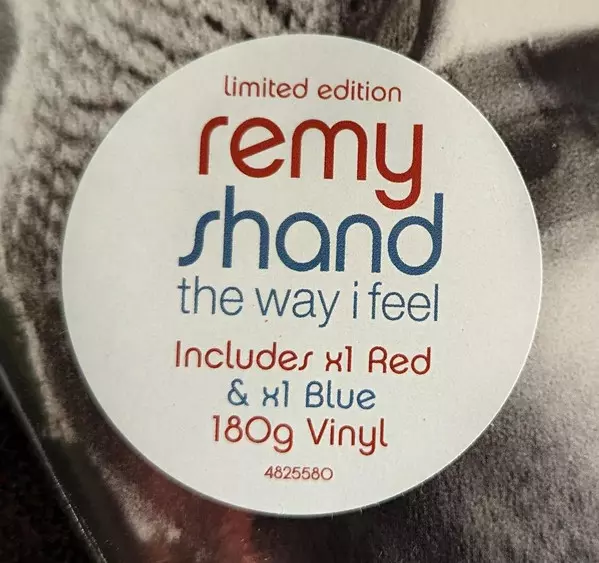 limited edition
remy
shand
the way i feel
Includes x1 Red
& x1 Blue
180g Vinyl
4825580